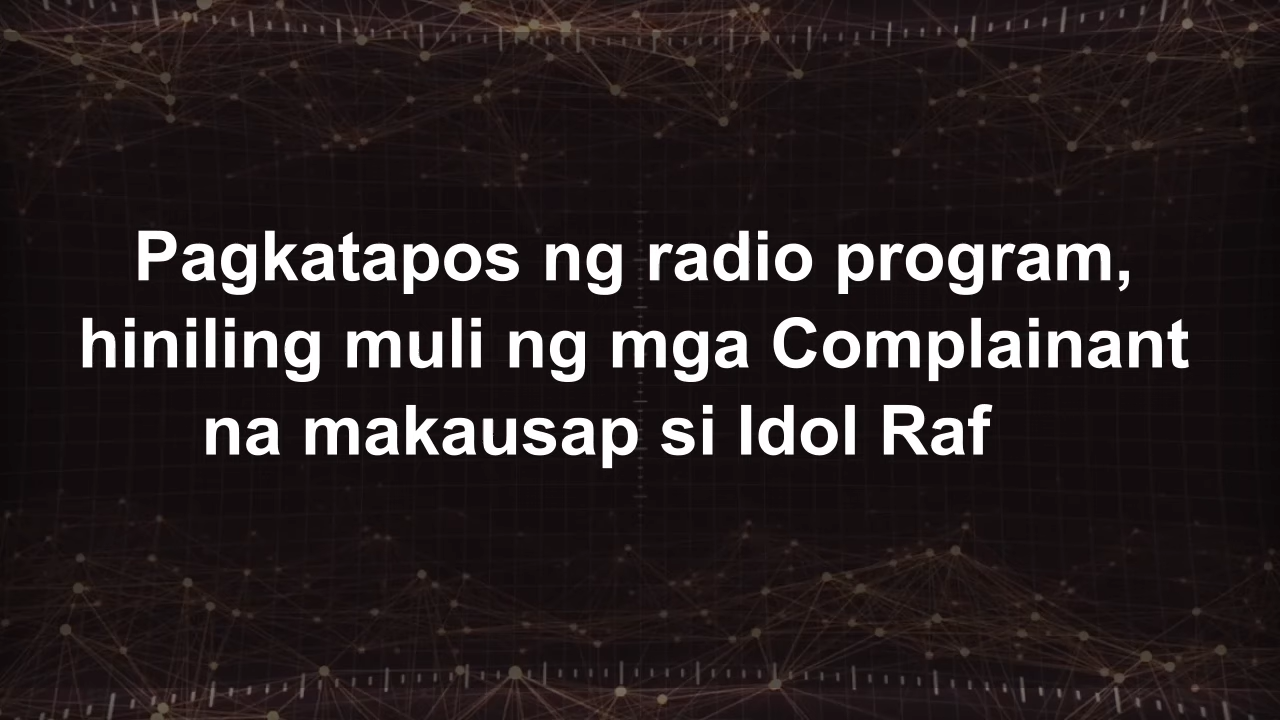 Pagkatapos ng radio program,
hiniling muli ng mga Complainant
na makausap si Idol Raf